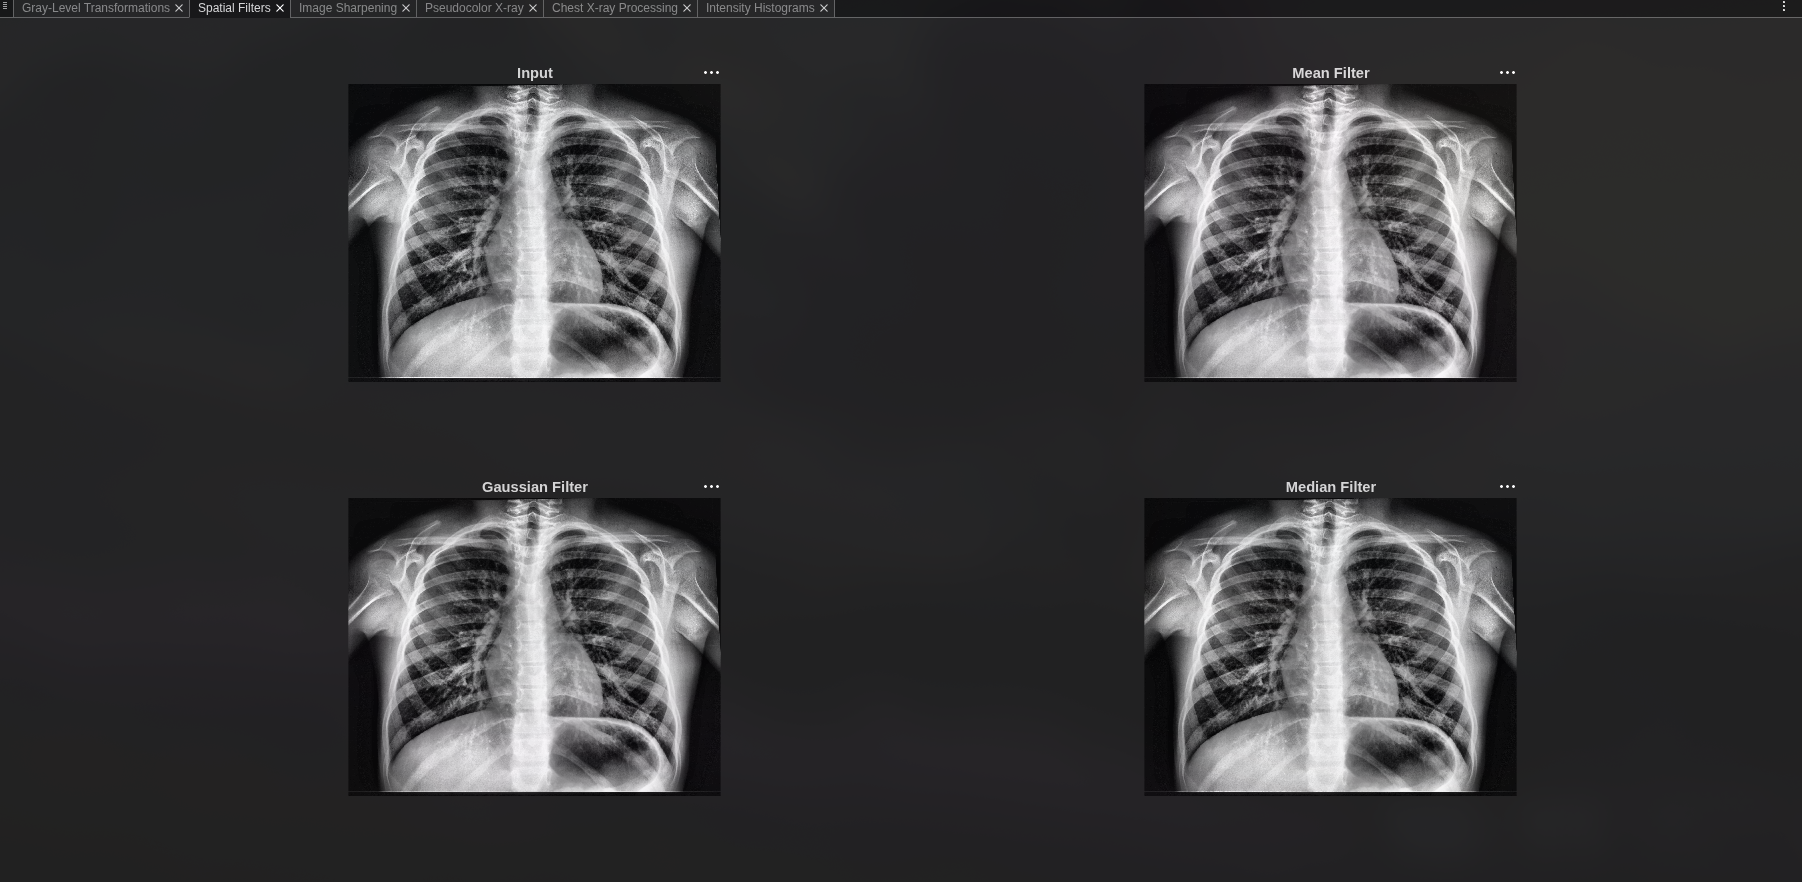 Gray-Level Transformations
Spatial Filters
Image Sharpening
Pseudocolor X-ray
Chest X-ray Processing
Intensity Histograms
Input
Mean Filter
Gaussian Filter
Median Filter